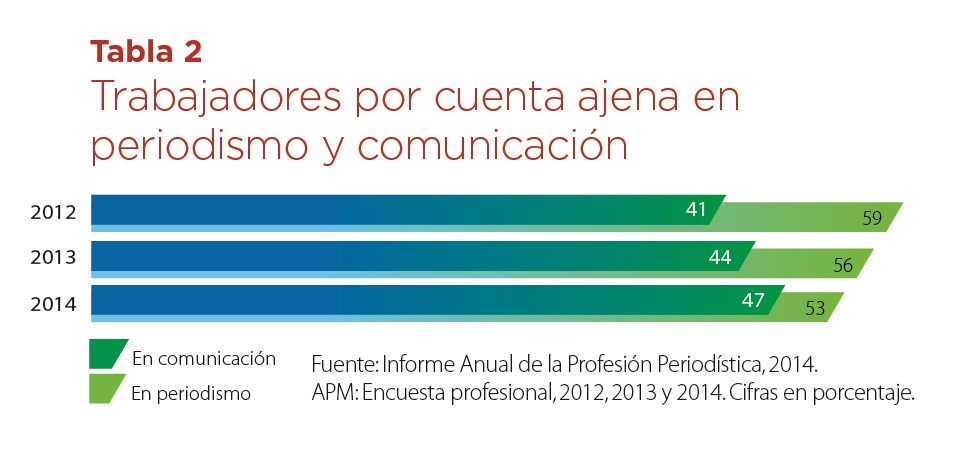 Tabla 2
Trabajadores por cuenta ajena en
periodismo y comunicación
2012 41 59
2013 44 56
2014 47 53
En comunicación
En periodismo
Fuente: Informe Anual de la Profesión Periodística, 2014.
APM: Encuesta profesional, 2012, 2013 y 2014. Cifras en porcentaje.